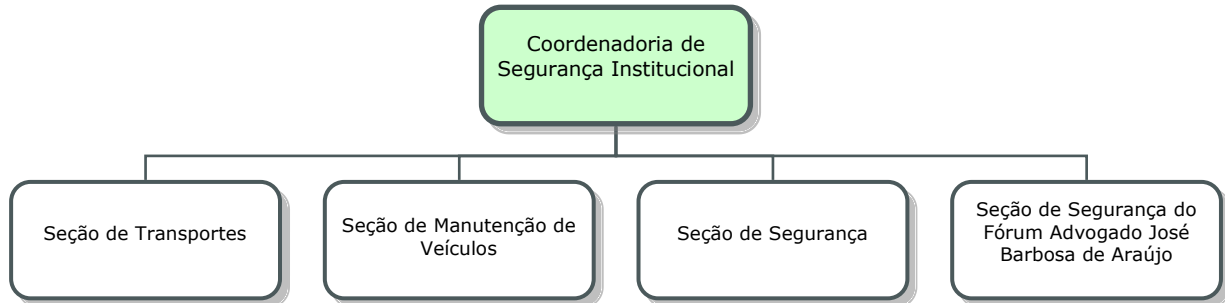 Coordenadoria de
Segurança Institucional
Seção de Transportes
Seção de Manutenção de
Veículos
Seção de Segurança
Seção de Segurança do
Fórum Advogado José
Barbosa de Araújo